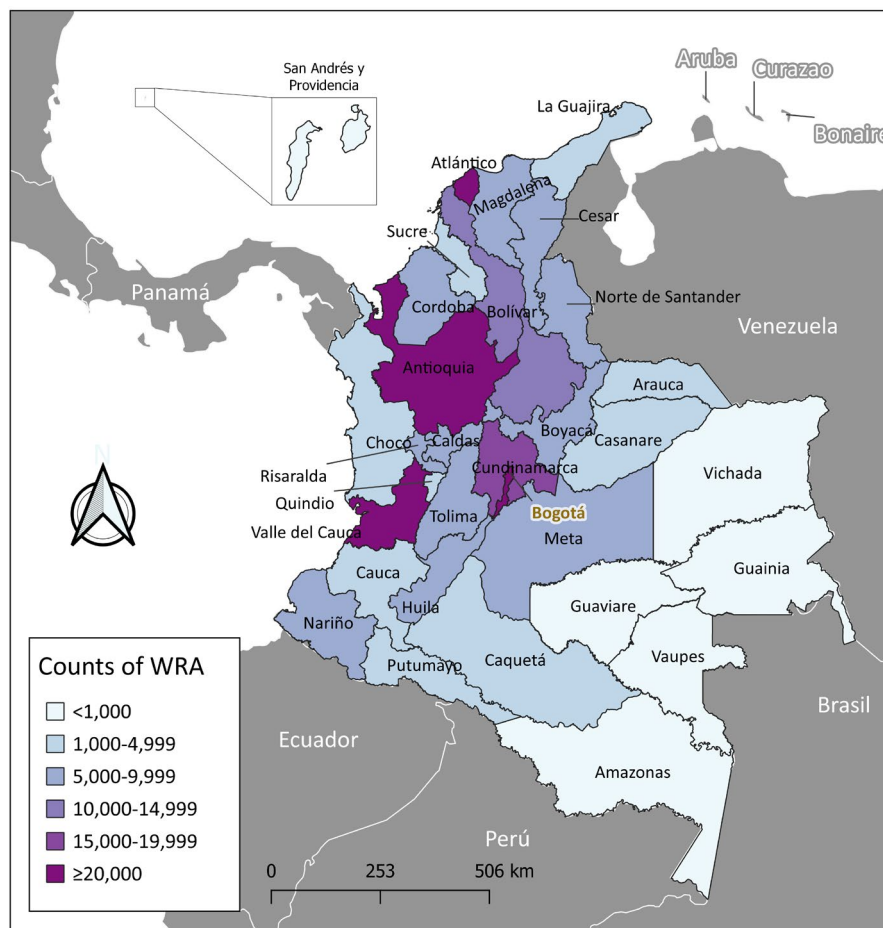 San Andrés y
Providencia
Aruba
Curazao
Bonaire
La Guajira
Atlántico
Magdalena
Cesar
Sucre
Panamá
Norte de Santander
Cordoba
Bolívar
Venezuela
Antioquia
Arauca
Boyacá
Chocó
Caldas
Casanare
Risaralda
Cundinamarca
Vichada
N
Quindio
Bogotá
Tolima
Valle del Cauca
Meta
Cauca
Guainia
Huila
Guaviare
Nariño
Vaupes
Putumayo
Caquetá
Brasil
Ecuador
Amazonas
Perú
Counts of WRA
<1,000
1,000-4,999
5,000-9,999
10,000-14,999
15,000-19,999
≥20,000
0 253 506 km